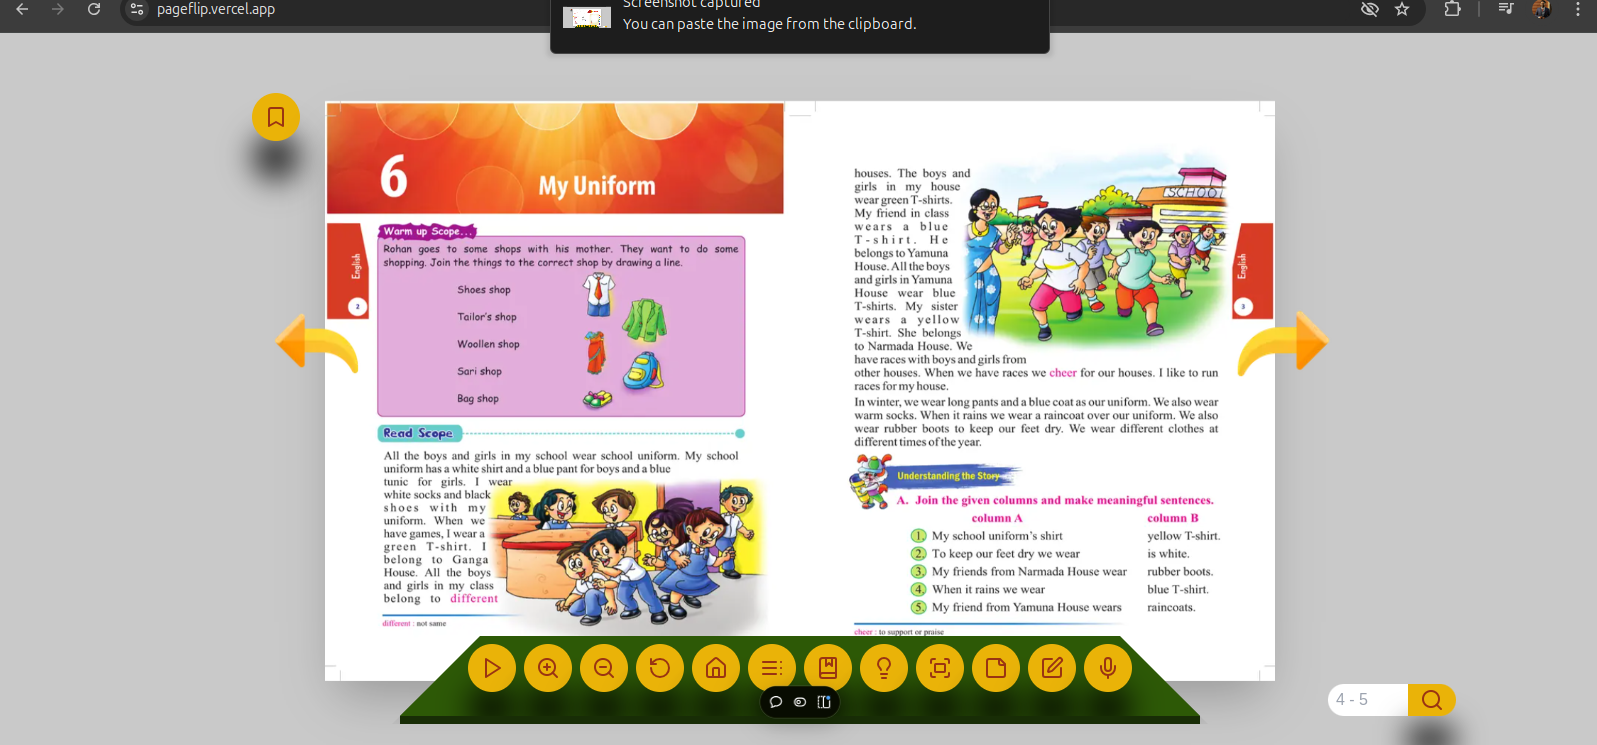 pageflip.vercel.app
Screenshot captured
You can paste the image from the clipboard.
6
My Uniform
English
2
Warm up Scope...
Rohan goes to some shops with his mother. They want to do some
shopping. Join the things to the correct shop by drawing a line.
Shoes shop
Tailor's shop
Woollen shop
Sari shop
Bag shop
Read Scope
All the boys and girls in my school wear school uniform. My school
uniform has a white shirt and a blue pant for boys and a blue
tunic for girls. I wear
white socks and black
shoes with my
uniform. When we
have games, I wear a
green T-shirt. I
belong to Ganga
House. All the boys
and girls in my class
belong to different
different : not same
houses. The boys and
girls in my house
wear green T-shirts.
My friend in class
wears a blue
T-shirt. He
belongs to Yamuna
House. All the boys
and girls in Yamuna
House wear blue
T-shirts. My sister
wears a yellow
T-shirt. She belongs
to Narmada House. We
have races with boys and girls from
other houses. When we have races we cheer for our houses. I like to run
races for my house.
In winter, we wear long pants and a blue coat as our uniform. We also wear
warm socks. When it rains we wear a raincoat over our uniform. We also
wear rubber boots to keep our feet dry. We wear different clothes at
different times of the year.
SCHOOL
English
3
Understanding the Story
A. Join the given columns and make meaningful sentences.
column A column B
1. My school uniform's shirt yellow T-shirt.
2. To keep our feet dry we wear is white.
3. My friends from Narmada House wear rubber boots.
4. When it rains we wear blue T-shirt.
5. My friend from Yamuna House wears raincoats.
cheer : to support or praise
4 - 5